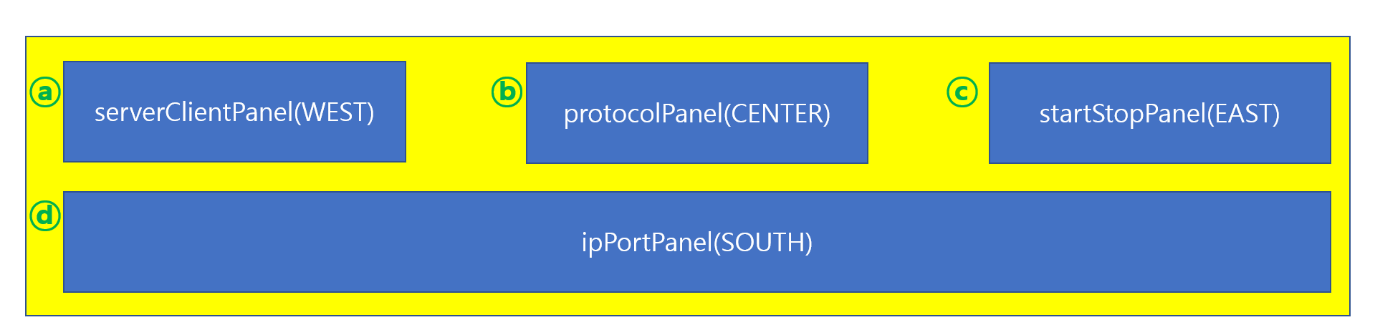 ⓐ serverClientPanel(WEST)
ⓑ protocolPanel(CENTER)
ⓒ startStopPanel(EAST)
ⓓ ipPortPanel(SOUTH)